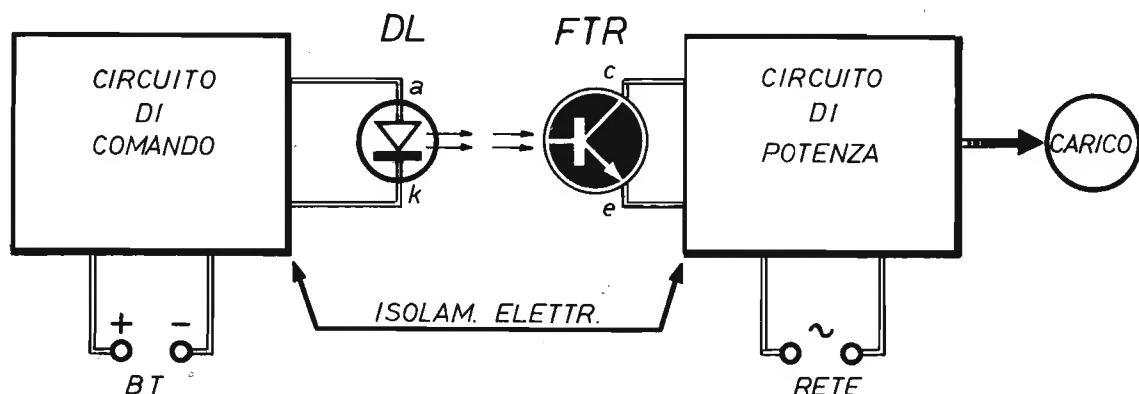 DL
FTR
CIRCUITO
DI
COMANDO
a
k
c
e
CIRCUITO
DI
POTENZA
CARICO
ISOLAM. ELETTR.
+ -
BT
~
RETE